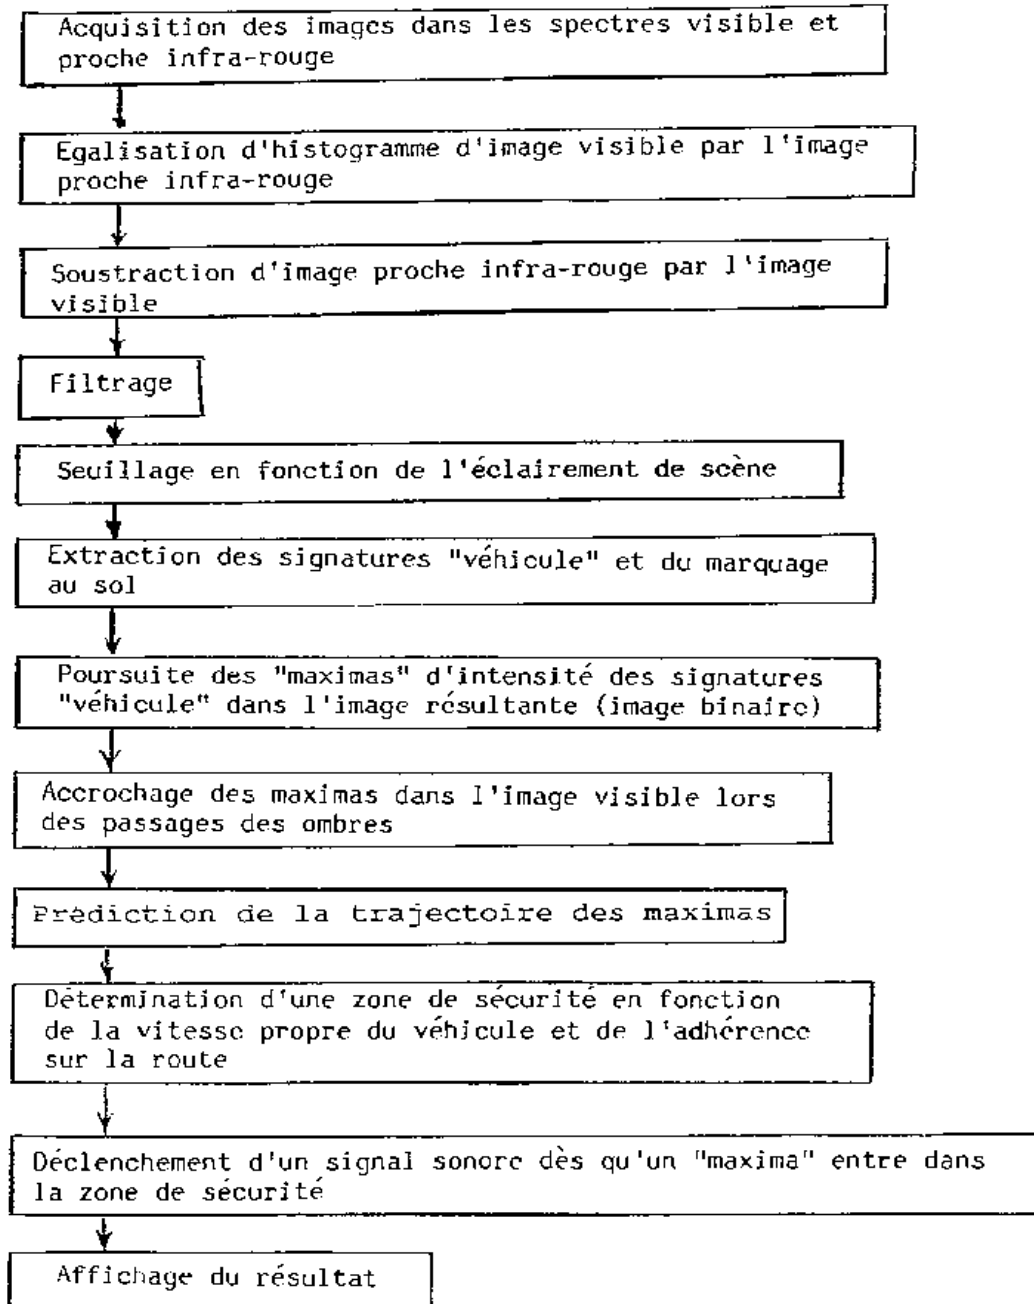 Acquisition des images dans les spectres visible et
proche infra-rouge
Egalisation d'histogramme d'image visible par l'image
proche infra-rouge
Soustraction d'image proche infra-rouge par l'image
visible
Filtrage
Seuillage en fonction de l'éclairement de scène
Extraction des signatures "véhicule" et du marquage
au sol
Poursuite des "maximas" d'intensité des signatures
"véhicule" dans l'image résultante (image binaire)
Accrochage des maximas dans l'image visible lors
des passages des ombres
Prédiction de la trajectoire des maximas
Détermination d'une zone de sécurité en fonction
de la vitesse propre du véhicule et de l'adhérence
sur la route
Déclenchement d'un signal sonore dès qu'un "maxima" entre dans
la zone de sécurité
Affichage du résultat